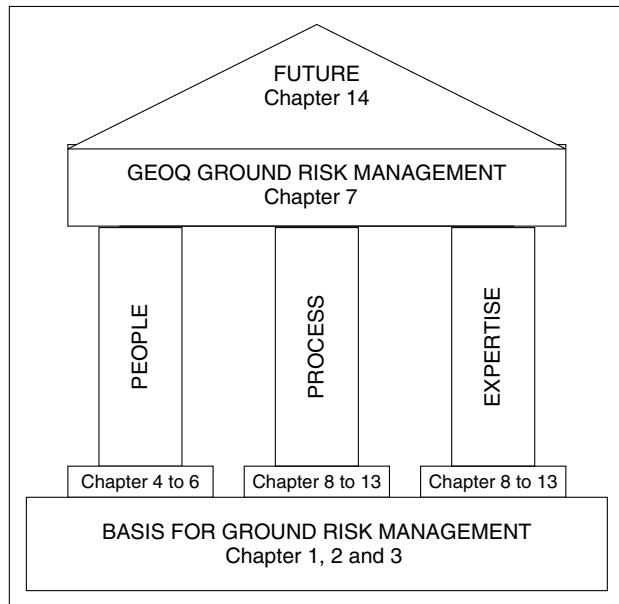 FUTURE
Chapter 14
GEOQ GROUND RISK MANAGEMENT
Chapter 7
PEOPLE
PROCESS
EXPERTISE
Chapter 4 to 6
Chapter 8 to 13
Chapter 8 to 13
BASIS FOR GROUND RISK MANAGEMENT
Chapter 1, 2 and 3